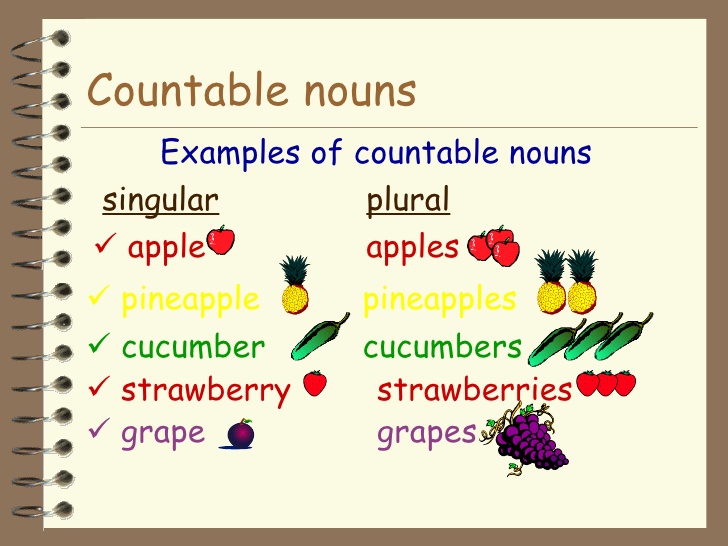 Countable nouns
Examples of countable nouns
singular plural
✓ apple apples
✓ pineapple pineapples
✓ cucumber cucumbers
✓ strawberry strawberries
✓ grape grapes